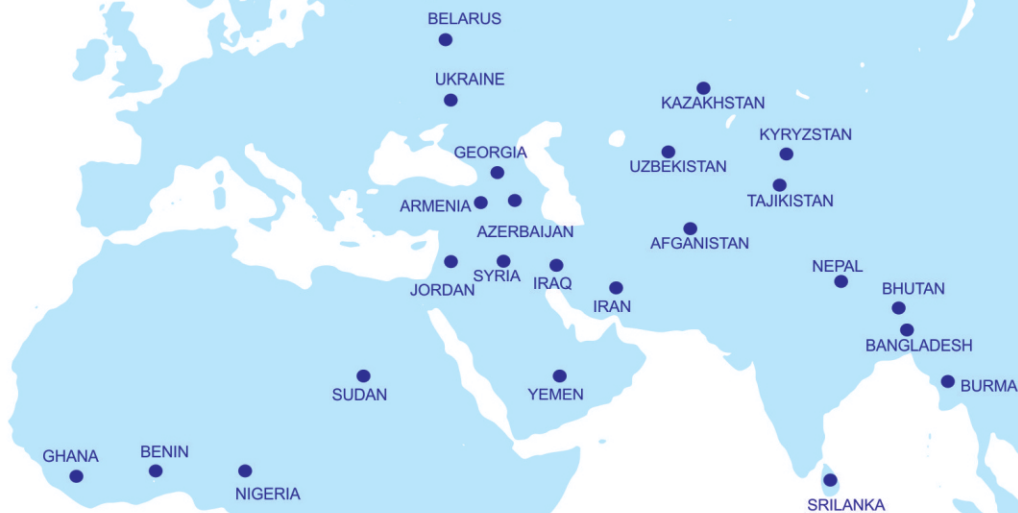 BELARUS
UKRAINE
KAZAKHSTAN
KYRYZSTAN
GEORGIA
UZBEKISTAN
TAJIKISTAN
ARMENIA
AZERBAIJAN
AFGANISTAN
NEPAL
SYRIA
IRAQ
JORDAN
BHUTAN
IRAN
BANGLADESH
BURMA
SUDAN
YEMEN
GHANA
BENIN
NIGERIA
SRILANKA